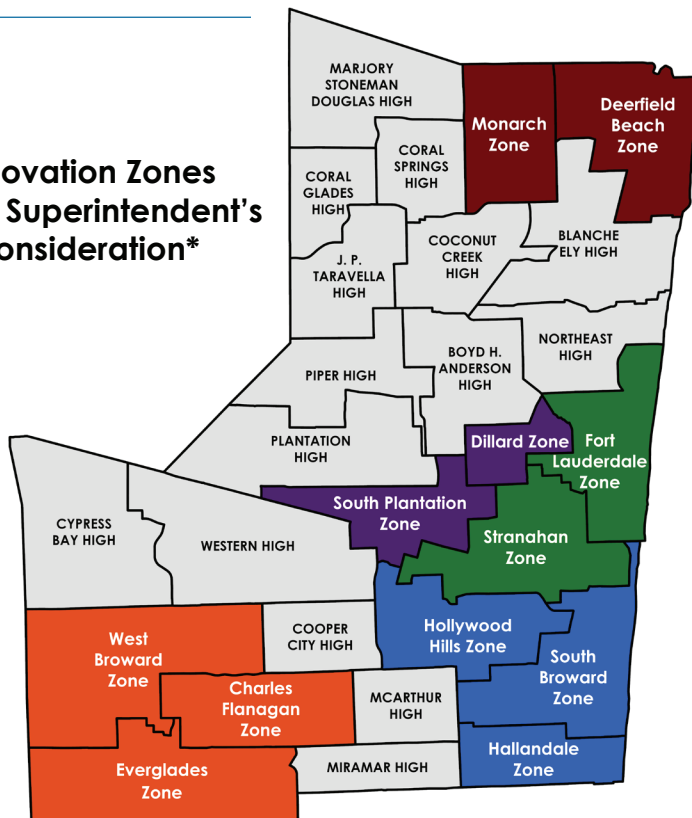 ovation Zones
Superintendent's
onsideration*
MARJORY
STONEMAN
DOUGLAS HIGH
Monarch
Zone
Deerfield
Beach
Zone
CORAL
SPRINGS
HIGH
CORAL
GLADES
HIGH
BLANCHE
ELY HIGH
COCONUT
CREEK
HIGH
J. P.
TARAVELLA
HIGH
NORTHEAST
HIGH
BOYD H.
ANDERSON
HIGH
PIPER HIGH
PLANTATION
HIGH
Dillard Zone
Fort
Lauderdale
Zone
South Plantation
Zone
CYPRESS
BAY HIGH
WESTERN HIGH
Stranahan
Zone
COOPER
CITY HIGH
Hollywood
Hills Zone
West
Broward
Zone
South
Broward
Zone
Charles
Flanagan
Zone
MCARTHUR
HIGH
Hallandale
Zone
Everglades
Zone
MIRAMAR HIGH